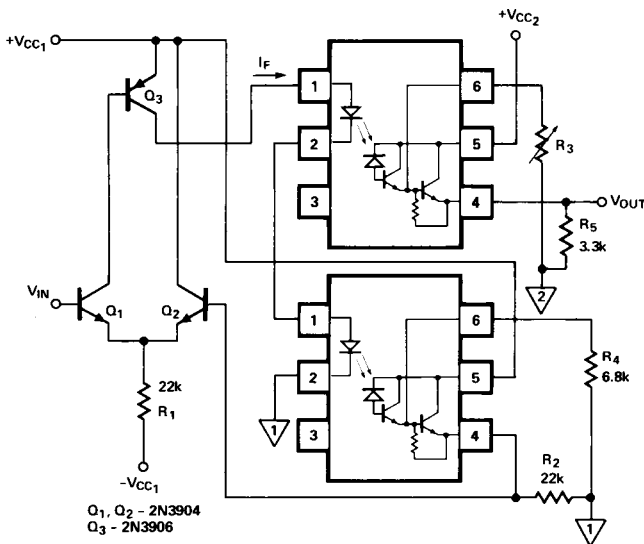 +VCC1
+VCC2
IF
Q3
1
2
3
6
5
4
R3
VOUT
R5
3.3k
2
VIN
Q1
Q2
1
2
3
6
5
4
R4
6.8k
22k
R1
1
R2
22k
1
-VCC1
Q1, Q2 - 2N3904
Q3 - 2N3906